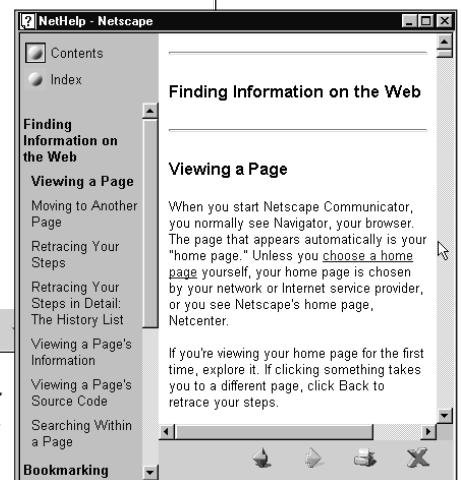 NetHelp - Netscape
Contents
Index
Finding
Information on
the Web
Viewing a Page
Moving to Another
Page
Retracing Your
Steps
Retracing Your
Steps in Detail:
The History List
Viewing a Page's
Information
Viewing a Page's
Source Code
Searching Within
a Page
Bookmarking
Finding Information on the Web
Viewing a Page
When you start Netscape Communicator,
you normally see Navigator, your browser.
The page that appears automatically is your
"home page." Unless you choose a home
page yourself, your home page is chosen
by your network or Internet service provider,
or you see Netscape's home page,
Netcenter.
If you're viewing your home page for the first
time, explore it. If clicking something takes
you to a different page, click Back to
retrace your steps.